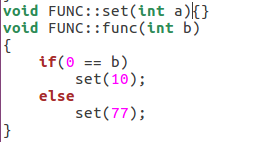 void FUNC::set(int a){}
void FUNC::func(int b)
{
    if(0 == b)
        set(10);
    else
        set(77);
}